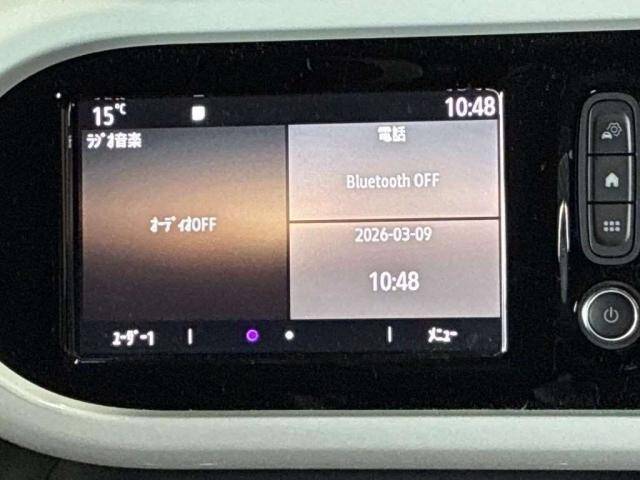 15℃
10:48
ﾗｼﾞｵ音楽
電話
ｵｰﾃﾞｨｵOFF
Bluetooth OFF
2026-03-09
10:48
ﾕｰｻﾞｰ1
ﾒﾆｭｰ